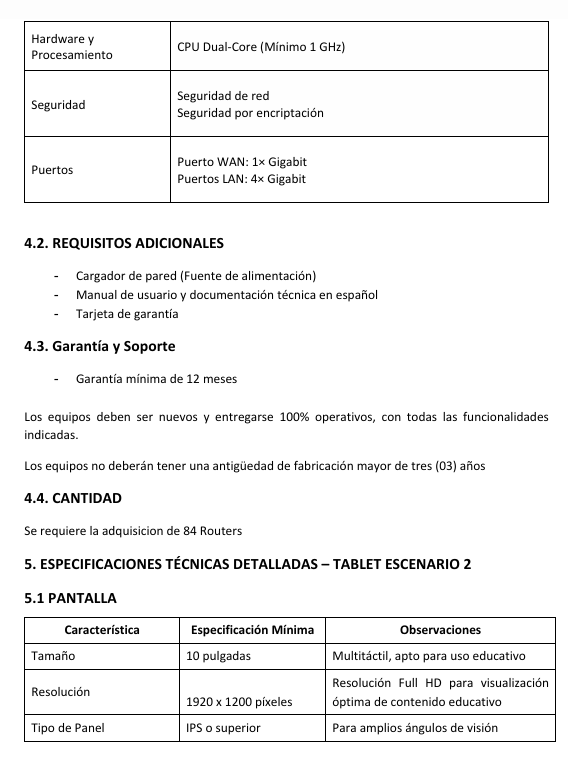 Hardware y
Procesamiento
CPU Dual-Core (Mínimo 1 GHz)
Seguridad
Seguridad de red
Seguridad por encriptación
Puertos
Puerto WAN: 1× Gigabit
Puertos LAN: 4× Gigabit
4.2. REQUISITOS ADICIONALES
- Cargador de pared (Fuente de alimentación)
- Manual de usuario y documentación técnica en español
- Tarjeta de garantía
4.3. Garantía y Soporte
- Garantía mínima de 12 meses
Los equipos deben ser nuevos y entregarse 100% operativos, con todas las funcionalidades
indicadas.
Los equipos no deberán tener una antigüedad de fabricación mayor de tres (03) años
4.4. CANTIDAD
Se requiere la adquisicion de 84 Routers
5. ESPECIFICACIONES TÉCNICAS DETALLADAS – TABLET ESCENARIO 2
5.1 PANTALLA
Característica Especificación Mínima Observaciones
Tamaño 10 pulgadas Multitáctil, apto para uso educativo
Resolución 1920 x 1200 píxeles Resolución Full HD para visualización
óptima de contenido educativo
Tipo de Panel IPS o superior Para amplios ángulos de visión